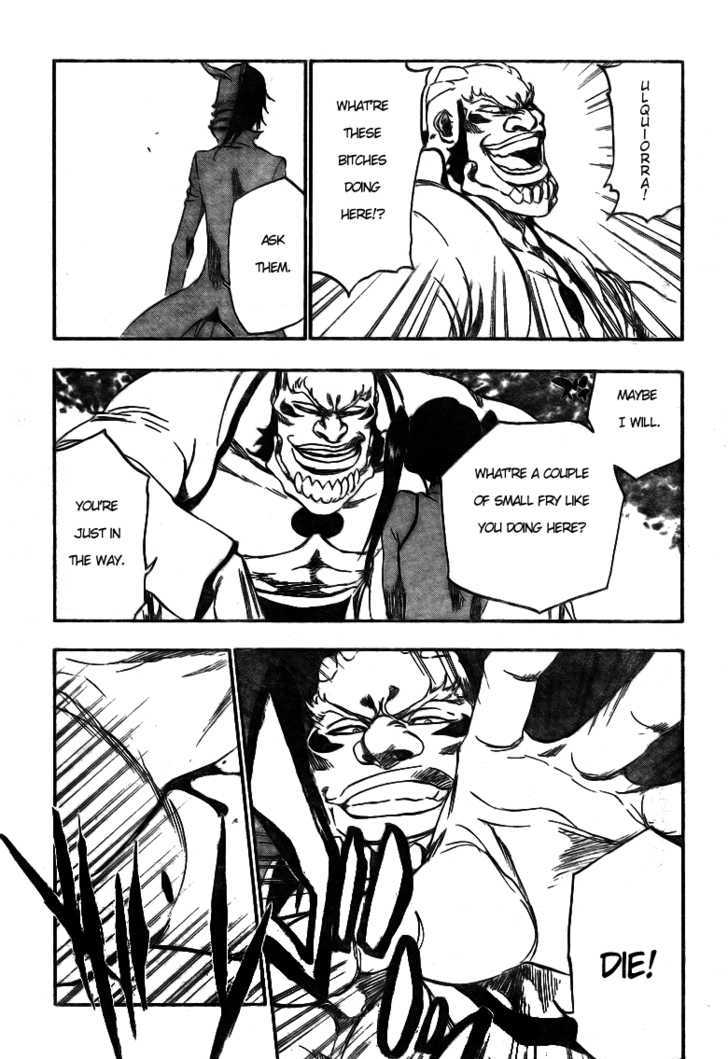 ULQUIORRA!
WHAT'RE
THESE
BITCHES
DOING
HERE!?
ASK
THEM.
MAYBE
I WILL.
WHAT'RE A COUPLE
OF SMALL FRY LIKE
YOU DOING HERE?
YOU'RE
JUST IN
THE WAY.
DIE!